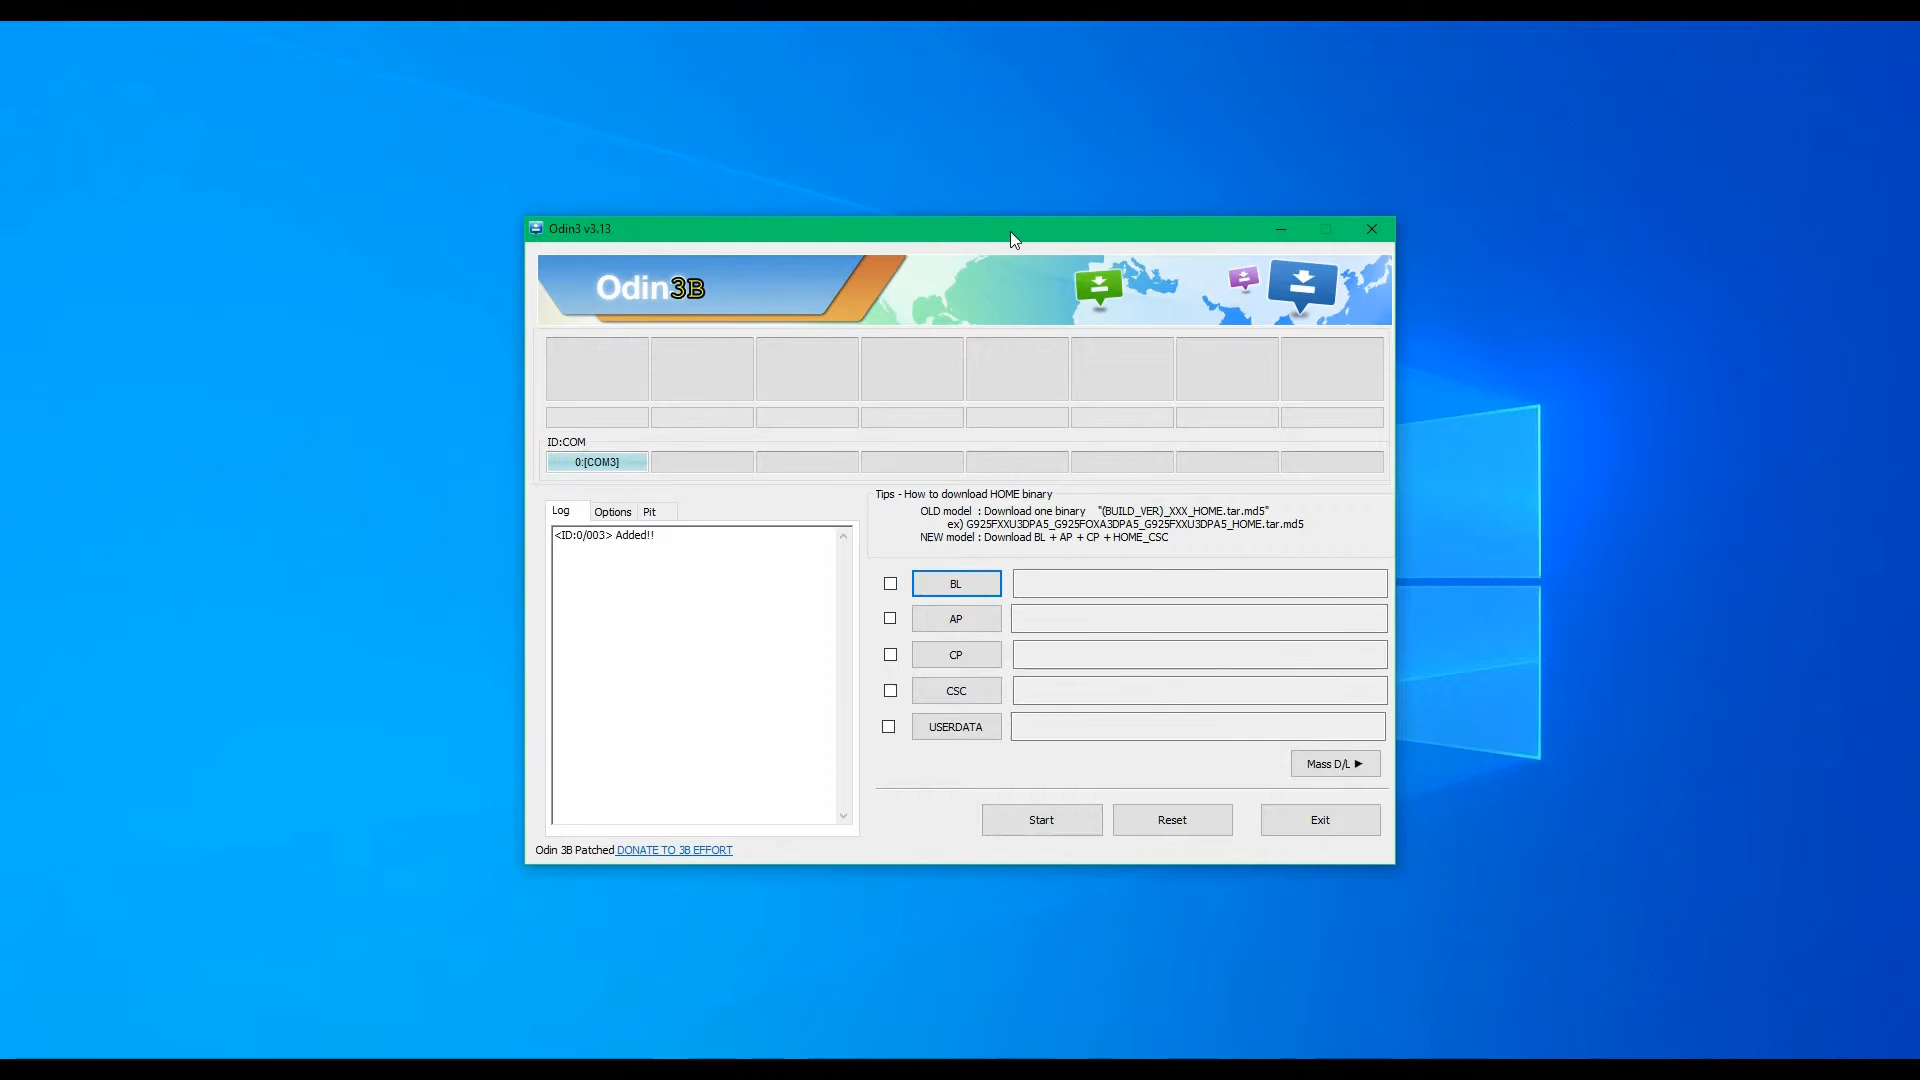 Odin3 v3.13
Odin3B
ID:COM
0:[COM3]
Log
Options
Pit
<ID:0/003> Added!!
Tips - How to download HOME binary
OLD model : Download one binary "(BUILD_VER)_XXX_HOME.tar.md5"
ex) G925FXXU3DPA5_G925FOXA3DPA5_G925FXXU3DPA5_HOME.tar.md5
NEW model : Download BL + AP + CP + HOME_CSC
BL
AP
CP
CSC
USERDATA
Mass D/L ►
Start
Reset
Exit
Odin 3B Patched DONATE TO 3B EFFORT